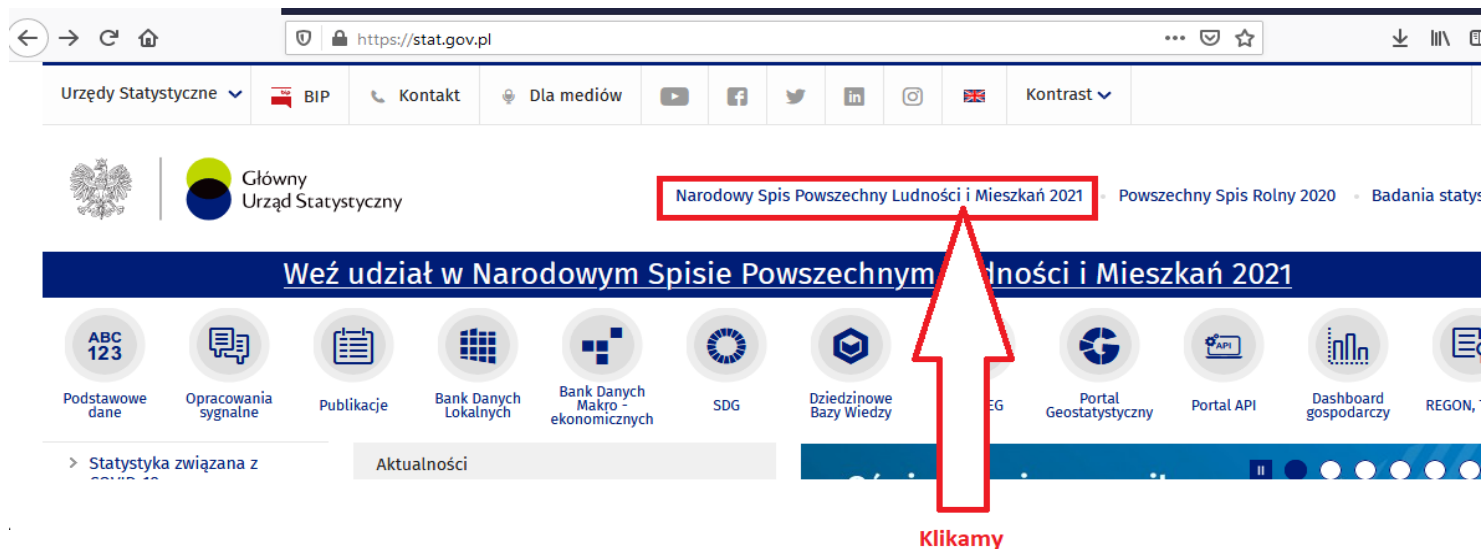 https://stat.gov.pl
Urzędy Statystyczne
bip
BIP
Kontakt
Dla mediów
in
Kontrast
Główny
Urząd Statystyczny
Narodowy Spis Powszechny Ludności i Mieszkań 2021
Powszechny Spis Rolny 2020
Badania
Weź udział w Narodowym Spisie Powszechnym
i Mieszkań 2021
ABC
123
API
Podstawowe
dane
Opracowania
sygnalne
Publikacje
Bank Danych
Lokalnych
Bank Danych
Makro -
ekonomicznych
SDG
Dziedzinowe
Bazy Wiedzy
Portal
Geostatystyczny
Portal API
Dashboard
gospodarczy
REGON,
Statystyka związana z
Aktualności
Klikamy